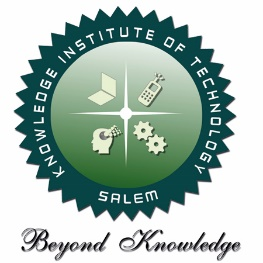 KNOWLEDGE INSTITUTE OF TECHNOLOGY
SALEM
Beyond Knowledge